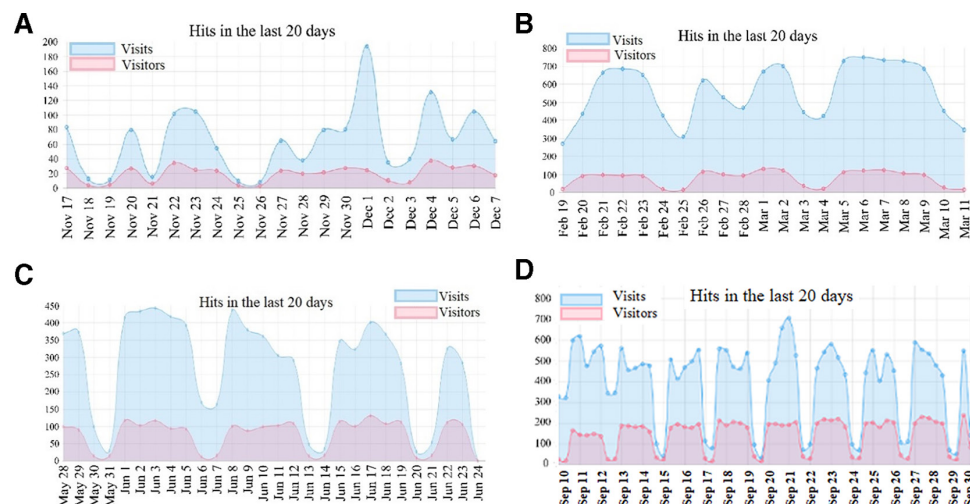 A
Hits in the last 20 days
Visits
Visitors
200
180
160
140
120
100
80
60
40
20
0
Nov 17
Nov 18
Nov 19
Nov 20
Nov 21
Nov 22
Nov 23
Nov 24
Nov 25
Nov 26
Nov 27
Nov 28
Nov 29
Nov 30
Dec 1
Dec 2
Dec 3
Dec 4
Dec 5
Dec 6
Dec 7
B
Hits in the last 20 days
Visits
Visitors
800
700
600
500
400
300
200
100
0
Feb 19
Feb 20
Feb 21
Feb 22
Feb 23
Feb 24
Feb 25
Feb 26
Feb 27
Feb 28
Mar 1
Mar 2
Mar 3
Mar 4
Mar 5
Mar 6
Mar 7
Mar 8
Mar 9
Mar 10
Mar 11
C
Hits in the last 20 days
Visits
Visitors
450
400
350
300
250
200
150
100
50
0
May 28
May 29
May 30
May 31
Jun 1
Jun 2
Jun 3
Jun 4
Jun 5
Jun 6
Jun 7
Jun 8
Jun 9
Jun 10
Jun 11
Jun 12
Jun 13
Jun 14
Jun 15
Jun 16
Jun 17
Jun 18
Jun 19
Jun 20
Jun 21
Jun 22
Jun 23
Jun 24
D
Hits in the last 20 days
Visits
Visitors
800
700
600
500
400
300
200
100
0
Sep 10
Sep 11
Sep 12
Sep 13
Sep 14
Sep 15
Sep 16
Sep 17
Sep 18
Sep 19
Sep 20
Sep 21
Sep 22
Sep 23
Sep 24
Sep 25
Sep 26
Sep 27
Sep 28
Sep 29